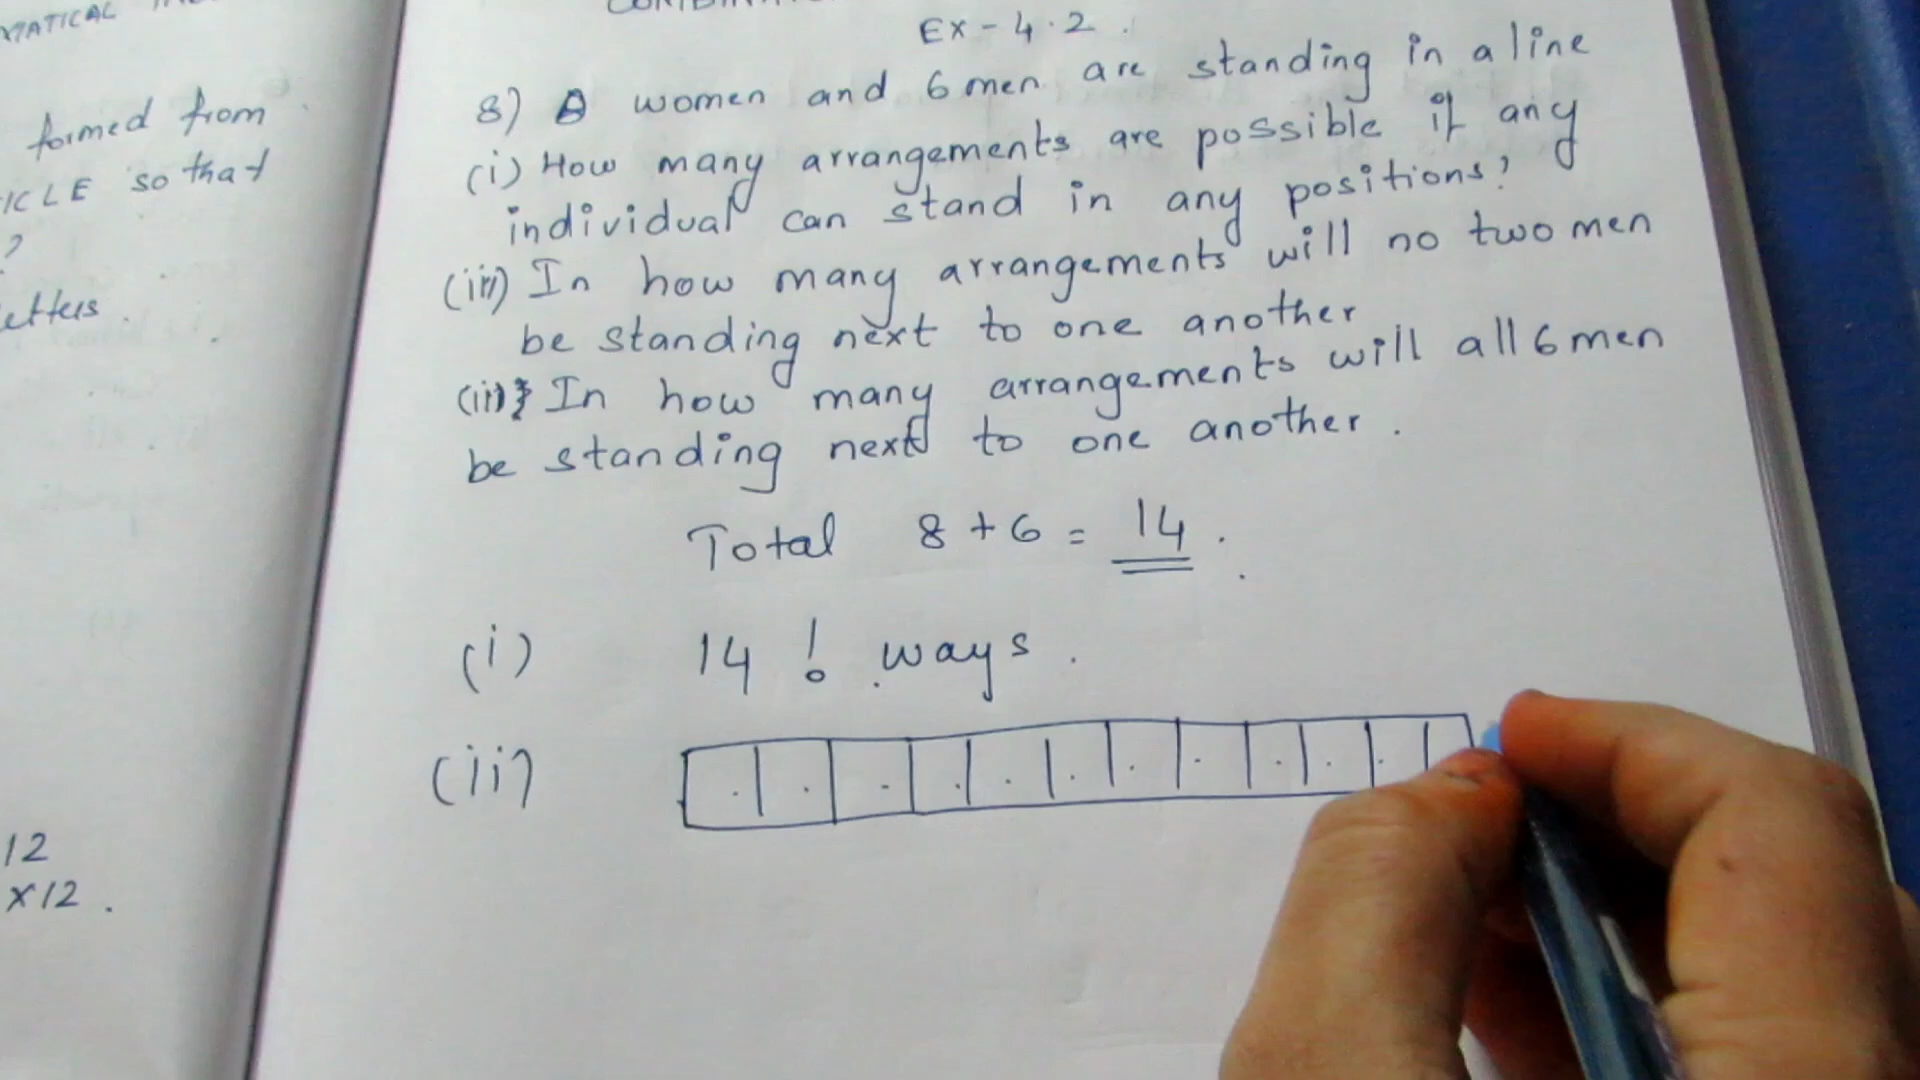 formed from
ICLE so that
?
12
x12.
Ex-4.2.
8) 8 women and 6 men are standing in a line
(i) How many arrangements are possible if any
individual can stand in any positions?
(iii) In how many arrangements will no two men
be standing next to one another
(ii) In how many arrangements will all 6 men
be standing next to one another.
Total 8 + 6 = 14.
(i) 14! ways.
(ii)